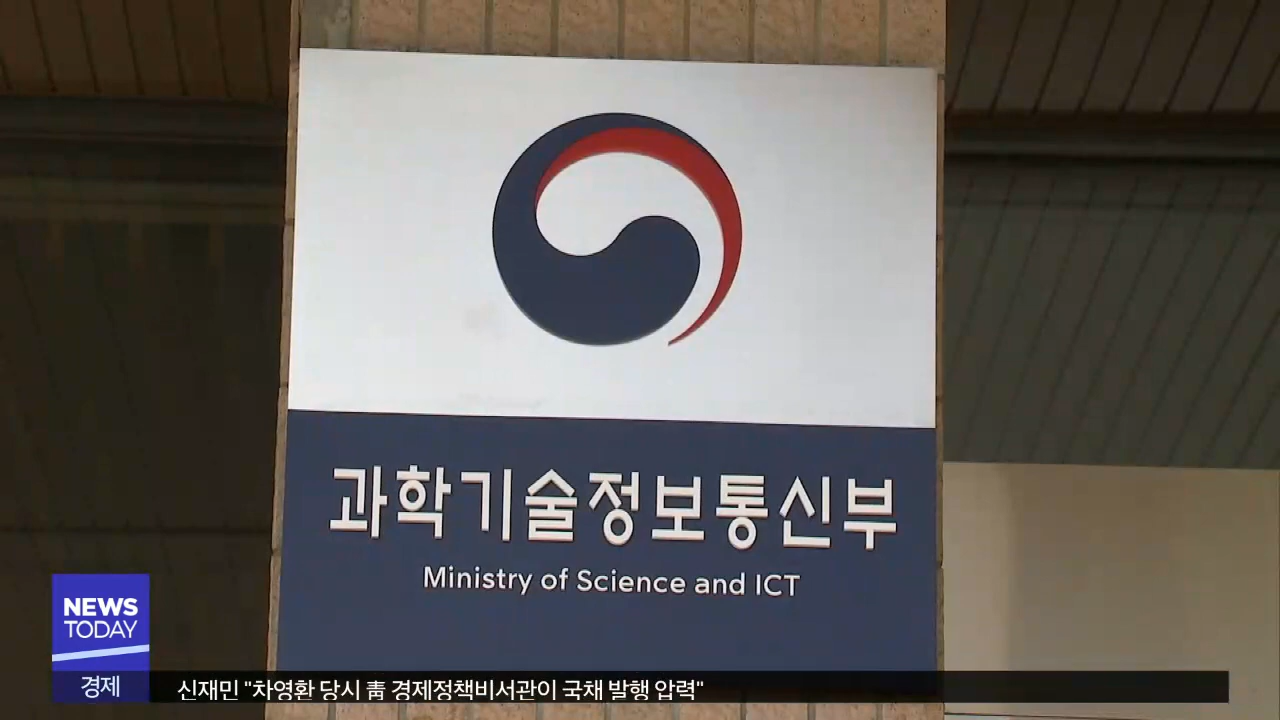 과학기술정보통신부
Ministry of Science and ICT
NEWS
TODAY
경제
신재민 "차영환 당시 靑 경제정책비서관이 국채 발행 압력"